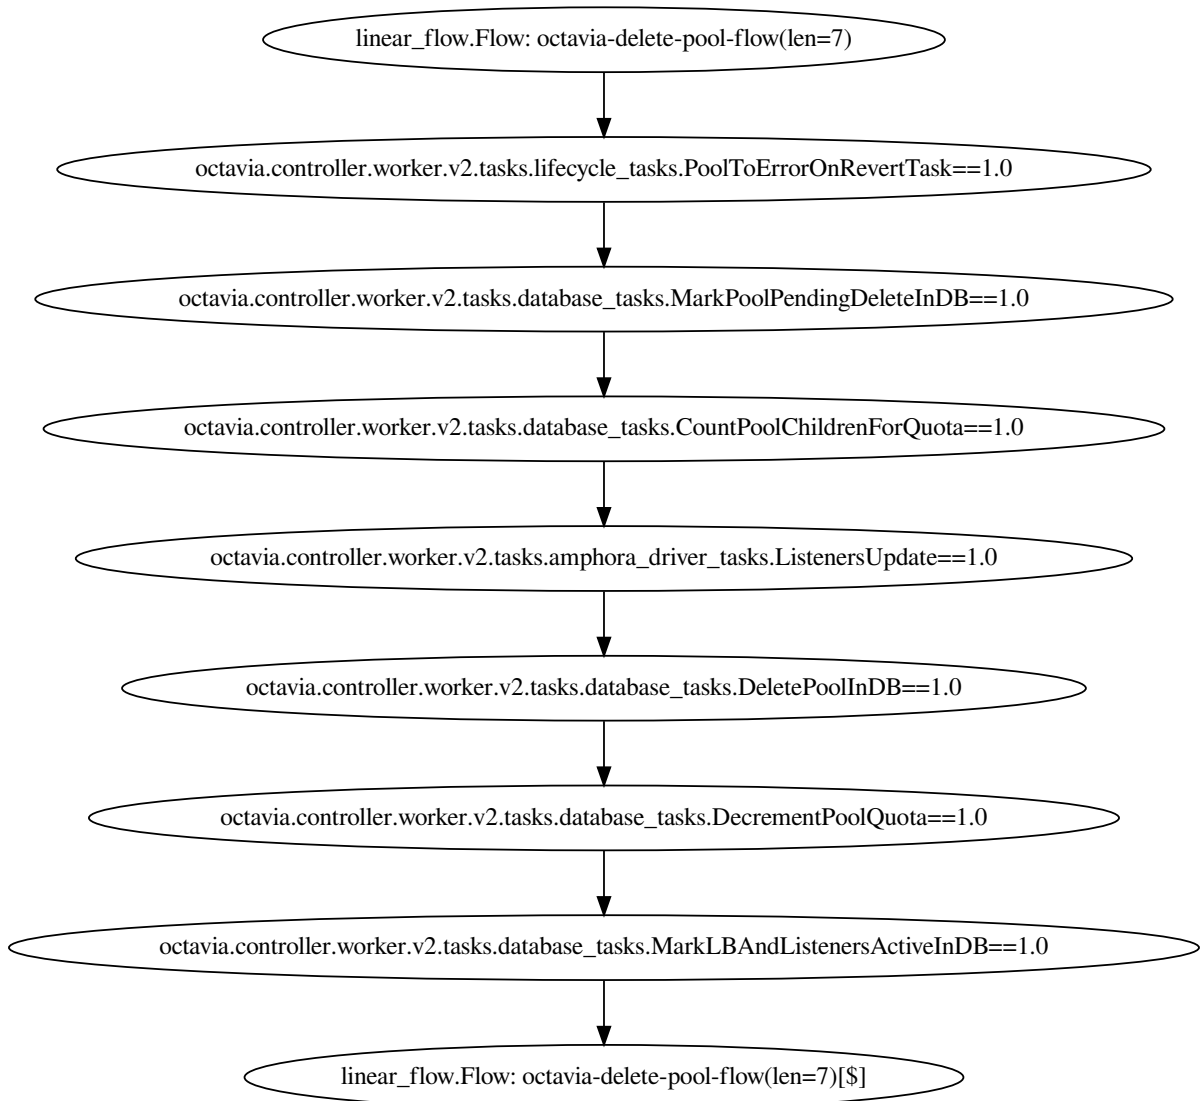 linear_flow.Flow: octavia-delete-pool-flow(len=7)
octavia.controller.worker.v2.tasks.lifecycle_tasks.PoolToErrorOnRevertTask==1.0
octavia.controller.worker.v2.tasks.database_tasks.MarkPoolPendingDeleteInDB==1.0
octavia.controller.worker.v2.tasks.database_tasks.CountPoolChildrenForQuota==1.0
octavia.controller.worker.v2.tasks.amphora_driver_tasks.ListenersUpdate==1.0
octavia.controller.worker.v2.tasks.database_tasks.DeletePoolInDB==1.0
octavia.controller.worker.v2.tasks.database_tasks.DecrementPoolQuota==1.0
octavia.controller.worker.v2.tasks.database_tasks.MarkLBAndListenersActiveInDB==1.0
linear_flow.Flow: octavia-delete-pool-flow(len=7)[$]